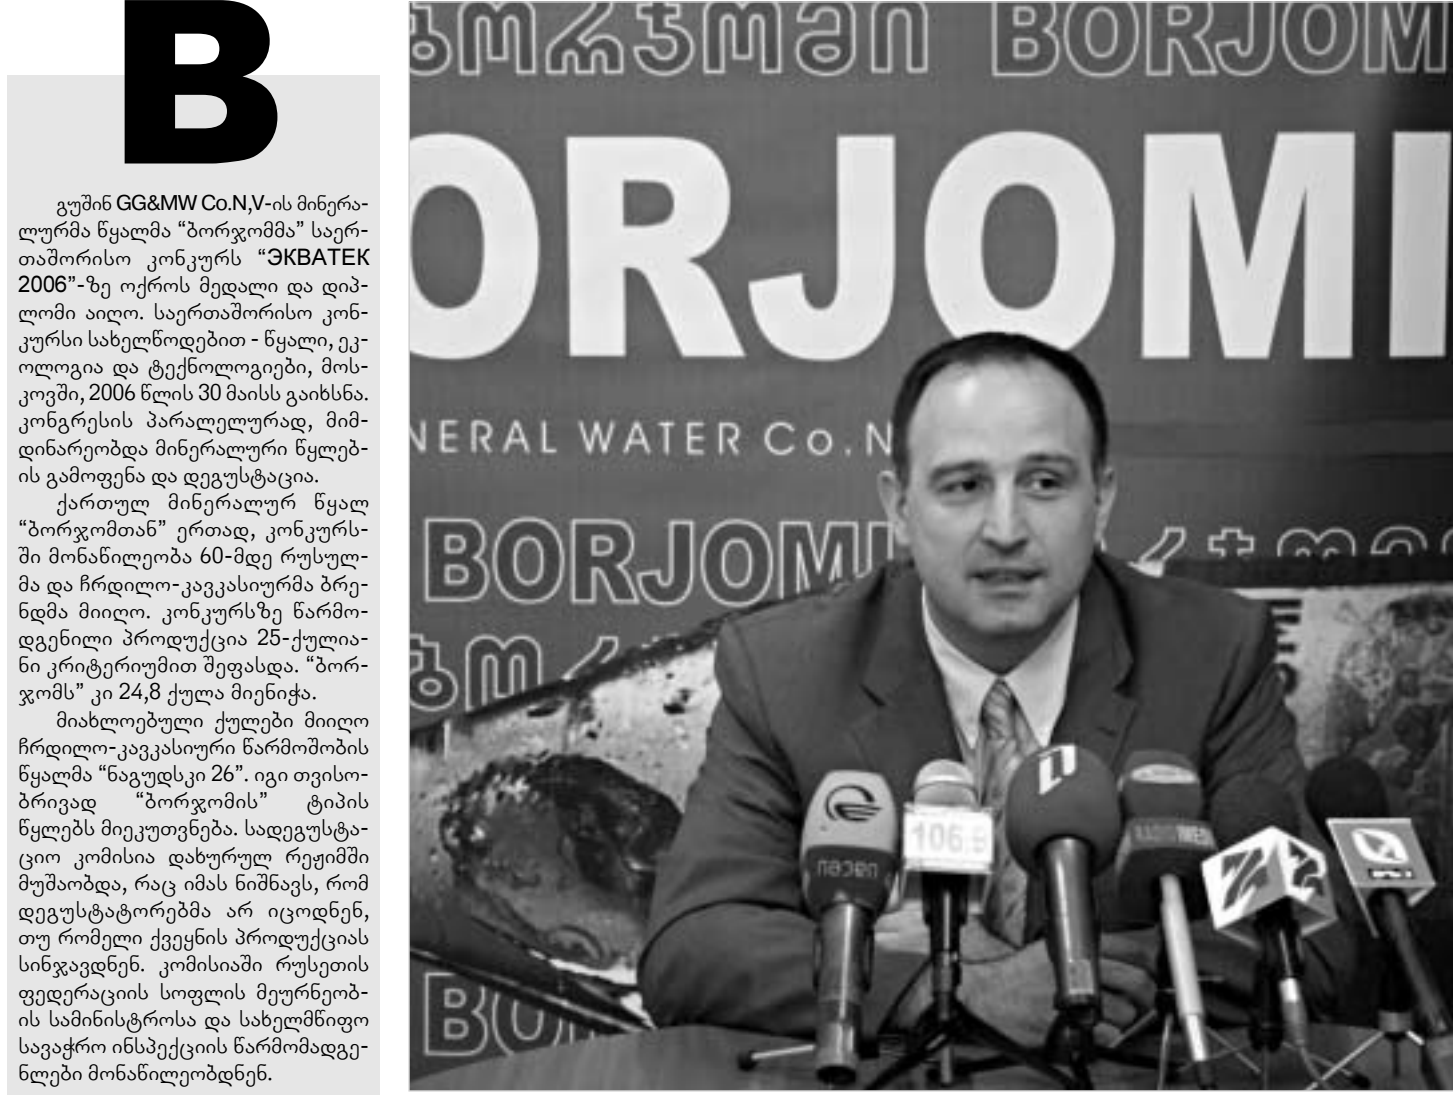 B
გუშინ GG&MW Co.N,V-ის მინერა-
ლურმა წყალმა “ბორჯომმა” საერ-
თაშორისო კონკურს “ЭКВАТЕК
2006”-ზე ოქროს მედალი და დიპ-
ლომი აიღო. საერთაშორისო კონ-
კურსი სახელწოდებით - წყალი, ეკ-
ოლოგია და ტექნოლოგიები, მოს-
კოვში, 2006 წლის 30 მაისს გაიხსნა.
კონგრესის პარალელურად, მიმ-
დინარეობდა მინერალური წყლებ-
ის გამოფენა და დეგუსტაცია.
ქართულ მინერალურ წყალ
“ბორჯომთან” ერთად, კონკურს-
ში მონაწილეობა 60-მდე რუსულ-
მა და ჩრდილო-კავკასიურმა ბრე-
ნდმა მიიღო. კონკურსზე წარმო-
დგენილი პროდუქცია 25-ქულია-
ნი კრიტერიუმით შეფასდა. “ბორ-
ჯომს” კი 24,8 ქულა მიენიჭა.
მიახლოებული ქულები მიიღო
ჩრდილო-კავკასიური წარმოშობის
წყალმა “ნაგუდსკი 26”. იგი თვისო-
ბრივად “ბორჯომის” ტიპის
წყლებს მიეკუთვნება. სადეგუსტა-
ციო კომისია დახურულ რეჟიმში
მუშაობდა, რაც იმას ნიშნავს, რომ
დეგუსტატორებმა არ იცოდნენ,
თუ რომელი ქვეყნის პროდუქციას
სინჯავდნენ. კომისიაში რუსეთის
ფედერაციის სოფლის მეურნეობ-
ის სამინისტროსა და სახელმწიფო
სავაჭრო ინსპექციის წარმომადგე-
ნლები მონაწილეობდნენ.
ბორჯომი BORJOM
ORJOMI
NERAL WATER Co.N
BORJOMI
BOR
106.9